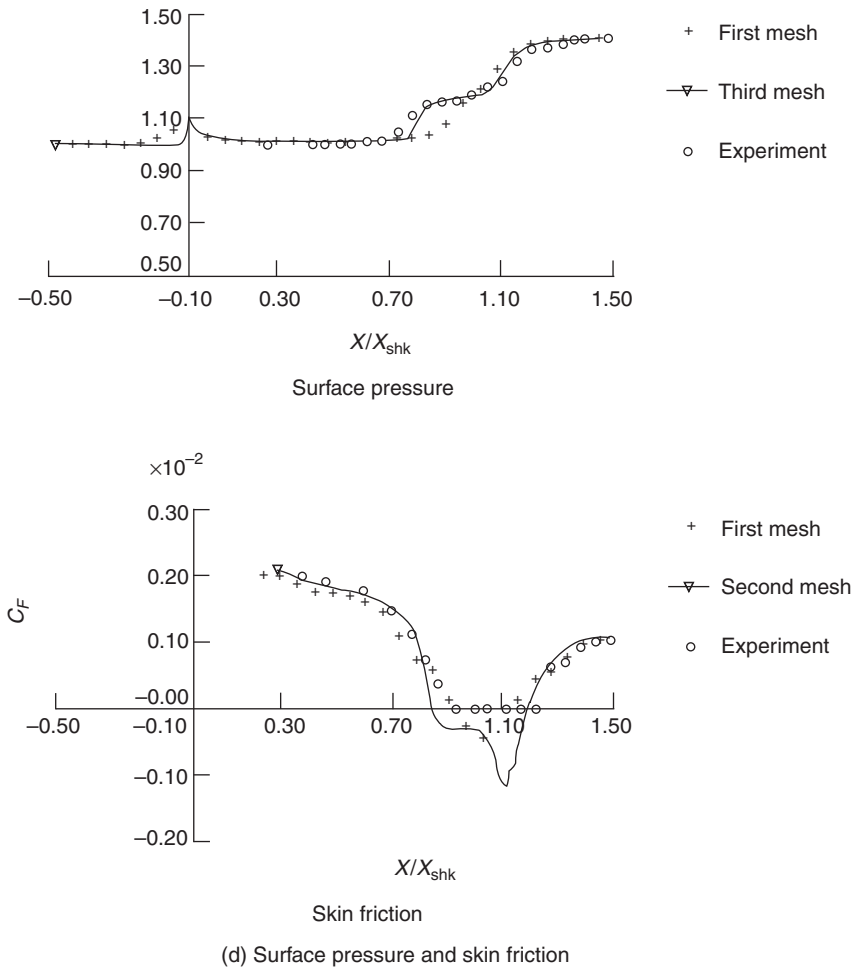 1.50
1.30
1.10
0.90
0.70
0.50
−0.50 −0.10 0.30 0.70 1.10 1.50
X/Xshk
First mesh
Third mesh
Experiment
Surface pressure
×10−2
0.30
0.20
0.10
−0.00
−0.50 −0.10 0.30 0.70 1.10 1.50
−0.10
−0.20
CF
X/Xshk
First mesh
Second mesh
Experiment
Skin friction
(d) Surface pressure and skin friction